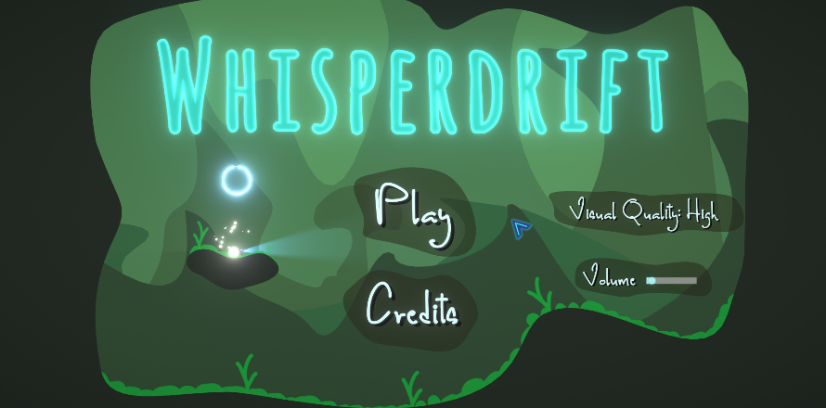 WHISPERDRIFT
Play
Visual Quality: High
Volume
Credits